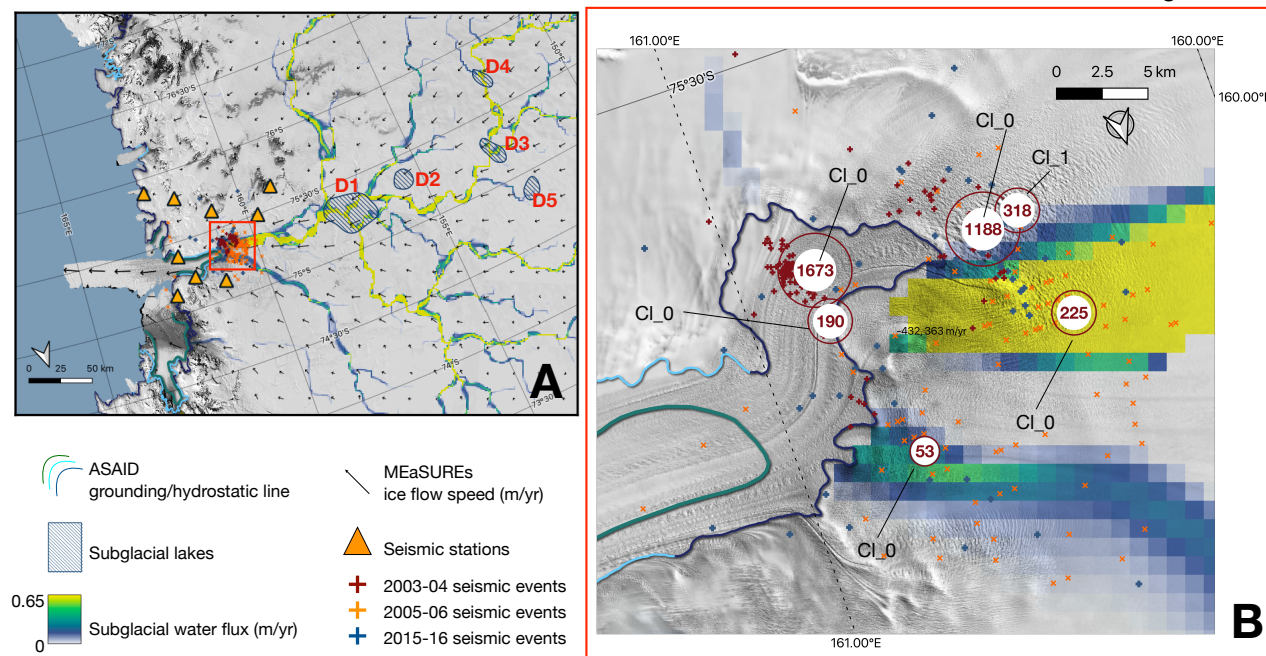 77°S
76°30'S
150°E
D4
76°S
D3
D1
D2
75°30'S
D5
160°E
155°E
165°E
75°S
74°30'S
74°S
73°30'
0 25 50 km
A
ASAID
grounding/hydrostatic line
Subglacial lakes
0.65
Subglacial water flux (m/yr)
0
MEaSUREs
ice flow speed (m/yr)
Seismic stations
2003-04 seismic events
2005-06 seismic events
2015-16 seismic events
161.00°E
160.00°E
75°30'S
0 2.5 5 km
160.00°E
Cl_0
Cl_1
Cl_0
318
1188
1673
Cl_0
190
225
-432,363 m/yr
Cl_0
53
Cl_0
161.00°E
B